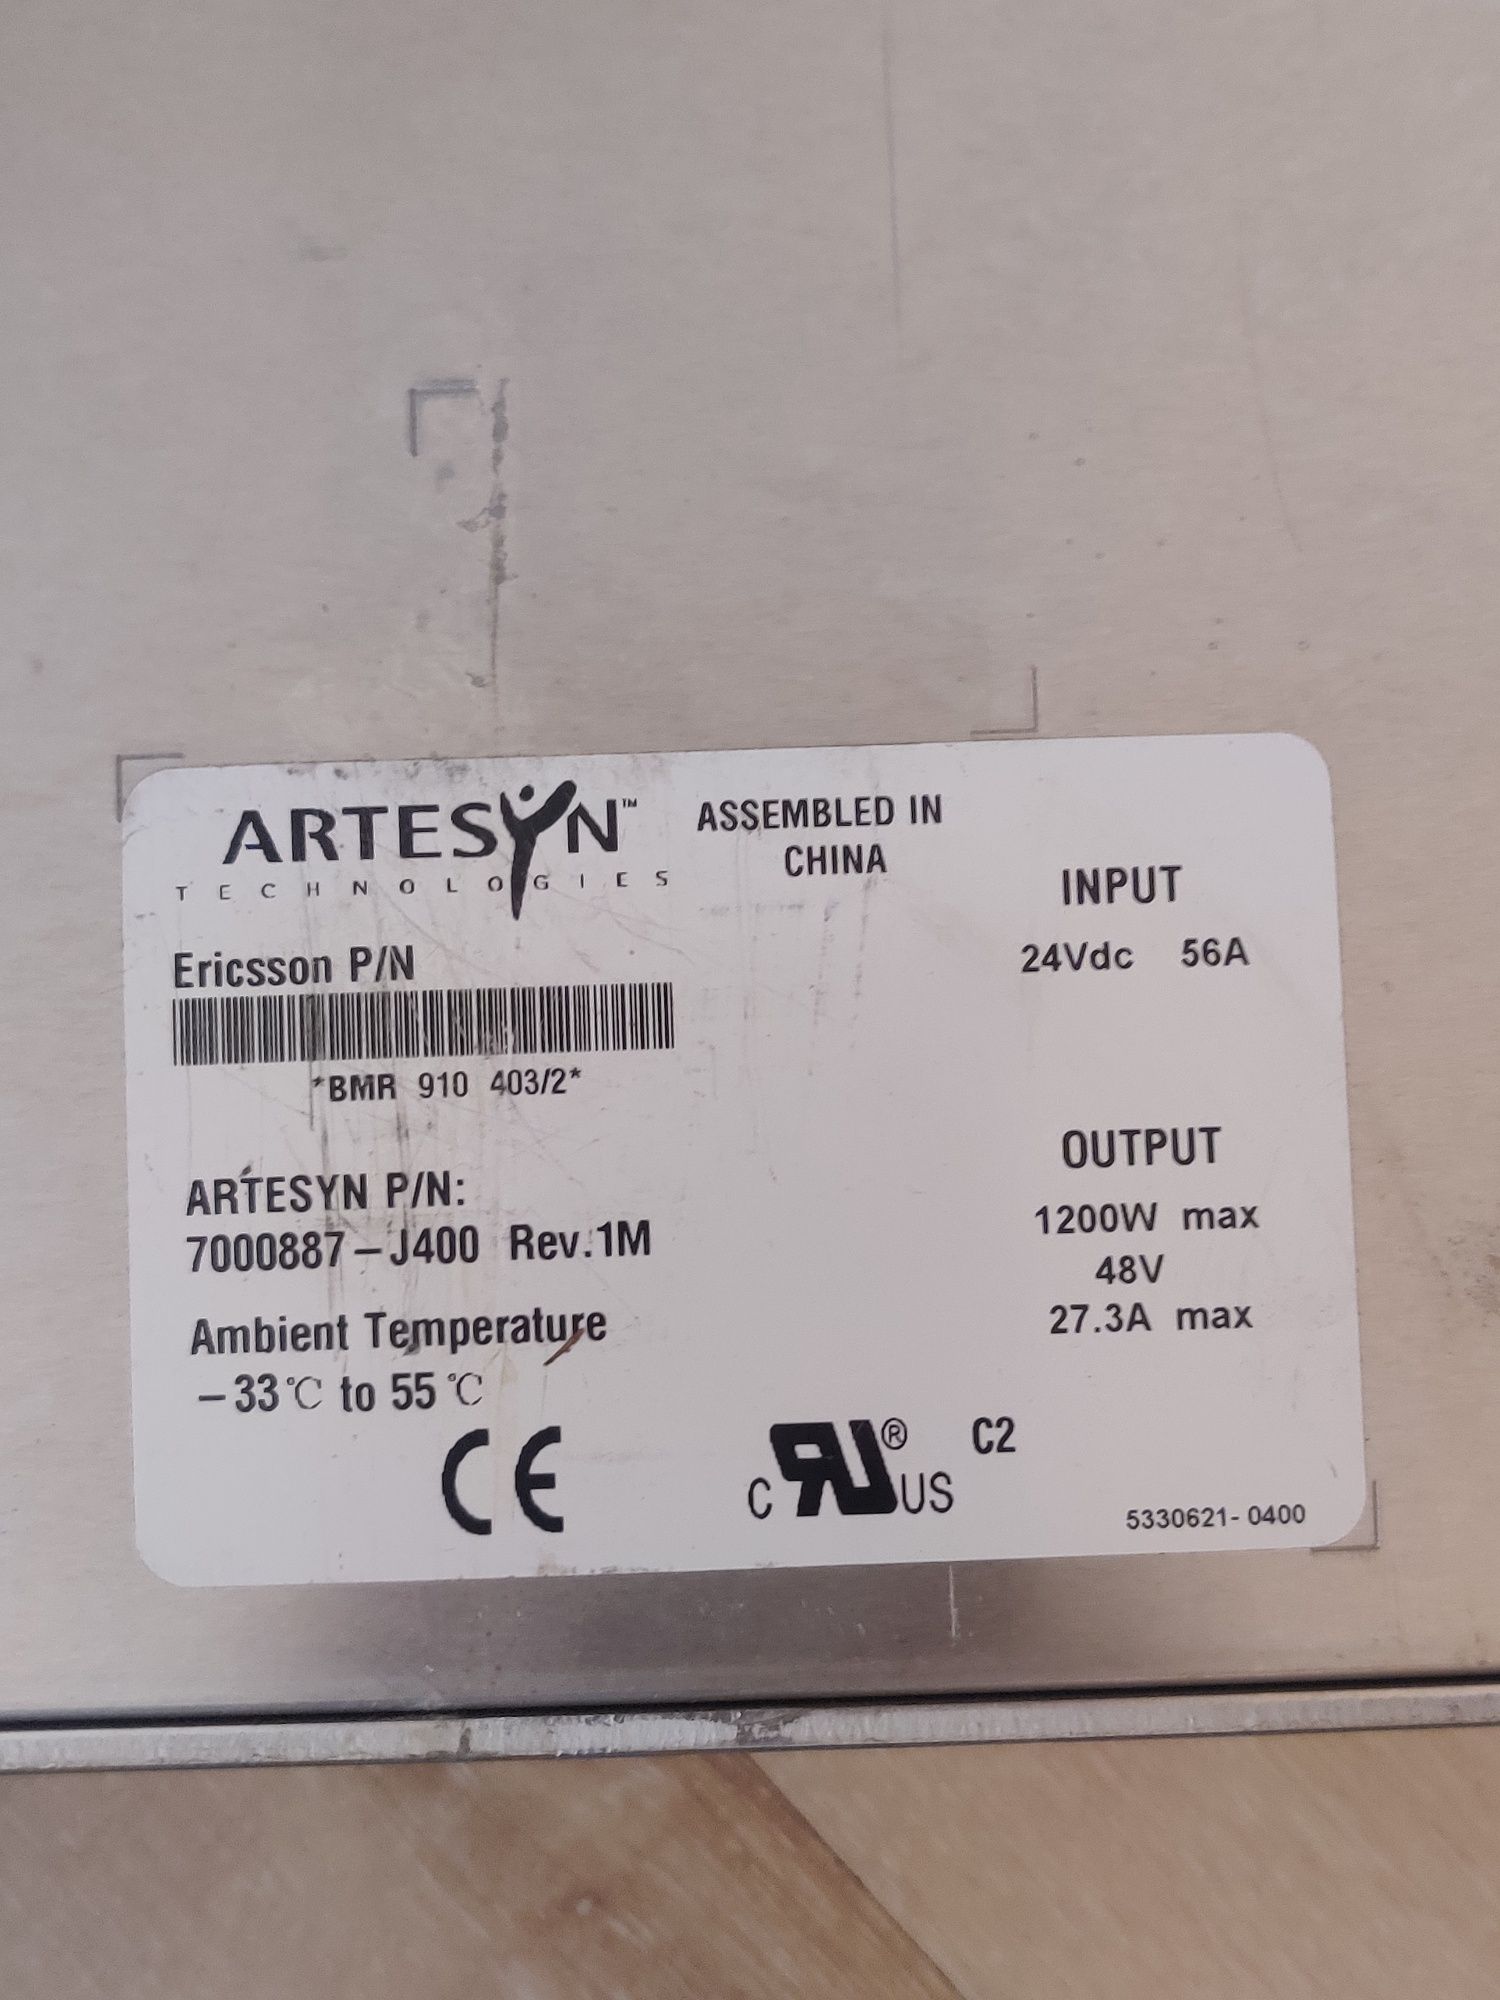 ARTESYN™
TECHNOLOGIES
ASSEMBLED IN
CHINA
Ericsson P/N
*BMR 910 403/2*
ARTESYN P/N:
7000887-J400 Rev.1M
Ambient Temperature
-33℃ to 55℃
INPUT
24Vdc 56A
OUTPUT
1200W max
48V
27.3A max
CE
C RU® US C2
5330621-0400